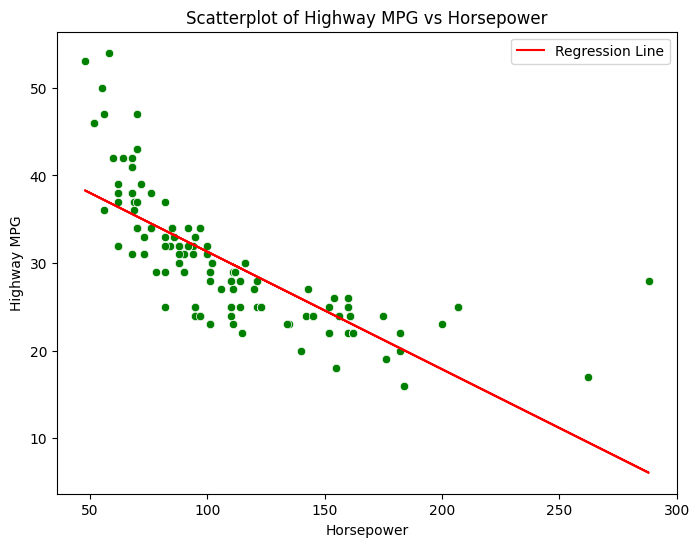 Scatterplot of Highway MPG vs Horsepower
Regression Line
Highway MPG
50
40
30
20
10
50
100
150
200
250
300
Horsepower